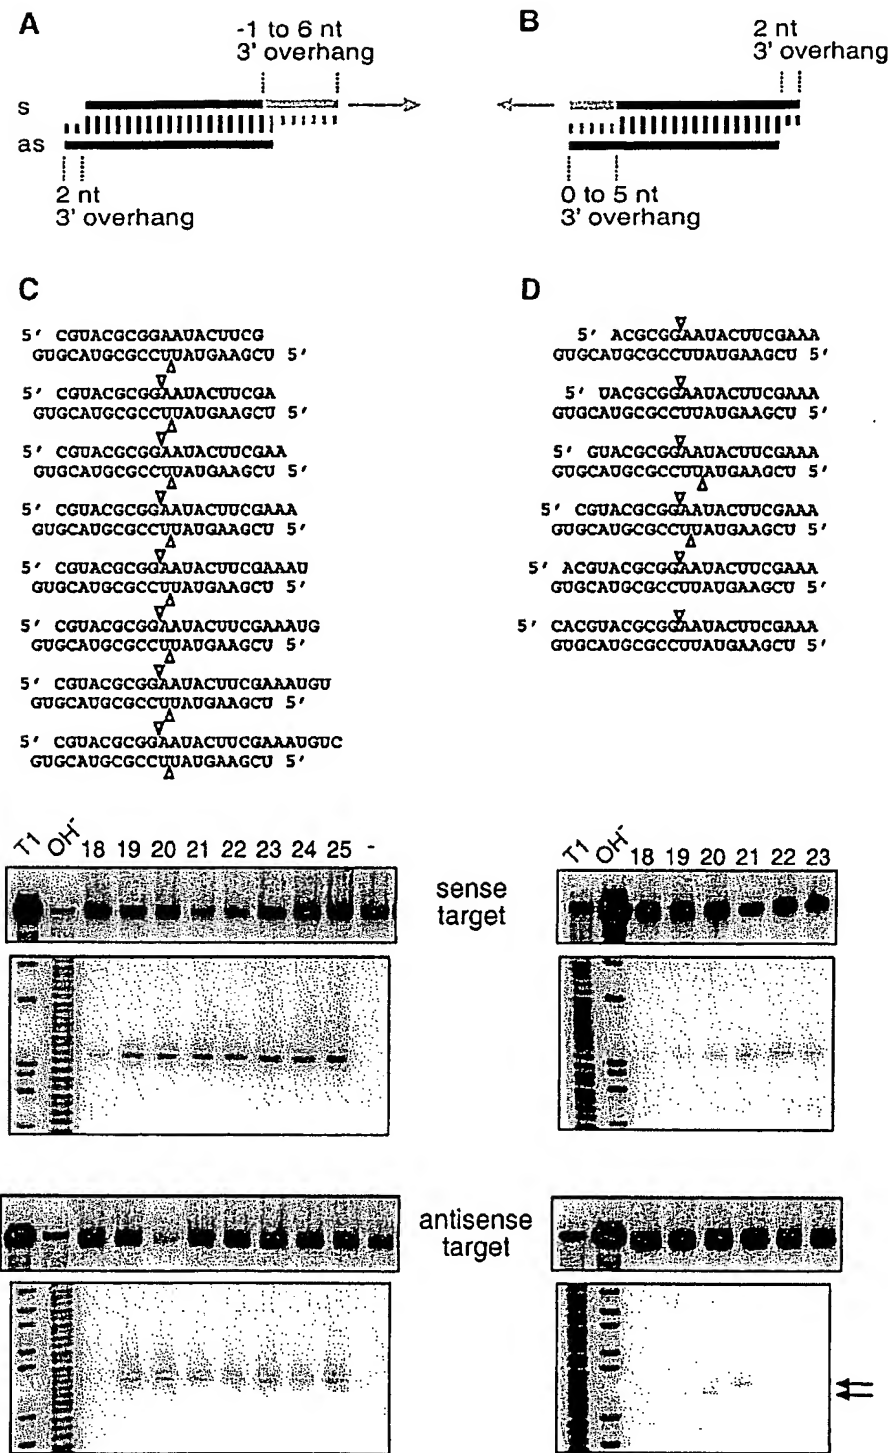 A
-1 to 6 nt
3' overhang
s
as
2 nt
3' overhang
B
2 nt
3' overhang
0 to 5 nt
3' overhang
C
5' CGUACGCGGAAUACUUCG
GUGCAUGCGCCUUAUGAAGCU 5'
5' CGUACGCGGAAUACUUCGA
GUGCAUGCGCCUUAUGAAGCU 5'
5' CGUACGCGGAAUACUUCGAA
GUGCAUGCGCCUUAUGAAGCU 5'
5' CGUACGCGGAAUACUUCGAAA
GUGCAUGCGCCUUAUGAAGCU 5'
5' CGUACGCGGAAUACUUCGAAAU
GUGCAUGCGCCUUAUGAAGCU 5'
5' CGUACGCGGAAUACUUCGAAAUG
GUGCAUGCGCCUUAUGAAGCU 5'
5' CGUACGCGGAAUACUUCGAAAUGU
GUGCAUGCGCCUUAUGAAGCU 5'
5' CGUACGCGGAAUACUUCGAAAUGUC
GUGCAUGCGCCUUAUGAAGCU 5'
D
5' ACGCGGAAUACUUCGAAA
GUGCAUGCGCCUUAUGAAGCU 5'
5' UACGCGGAAUACUUCGAAA
GUGCAUGCGCCUUAUGAAGCU 5'
5' GUACGCGGAAUACUUCGAAA
GUGCAUGCGCCUUAUGAAGCU 5'
5' CGUACGCGGAAUACUUCGAAA
GUGCAUGCGCCUUAUGAAGCU 5'
5' ACGUACGCGGAAUACUUCGAAA
GUGCAUGCGCCUUAUGAAGCU 5'
5' CACGUACGCGGAAUACUUCGAAA
GUGCAUGCGCCUUAUGAAGCU 5'
T1 OH- 18 19 20 21 22 23 24 25 -
sense
target
T1 OH- 18 19 20 21 22 23
antisense
target